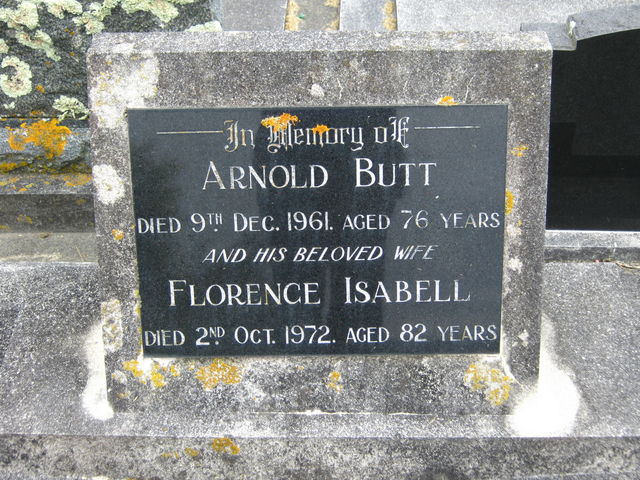 In Memory of
ARNOLD BUTT
DIED 9TH DEC. 1961. AGED 76 YEARS
AND HIS BELOVED WIFE
FLORENCE ISABELL
DIED 2ND OCT. 1972. AGED 82 YEARS